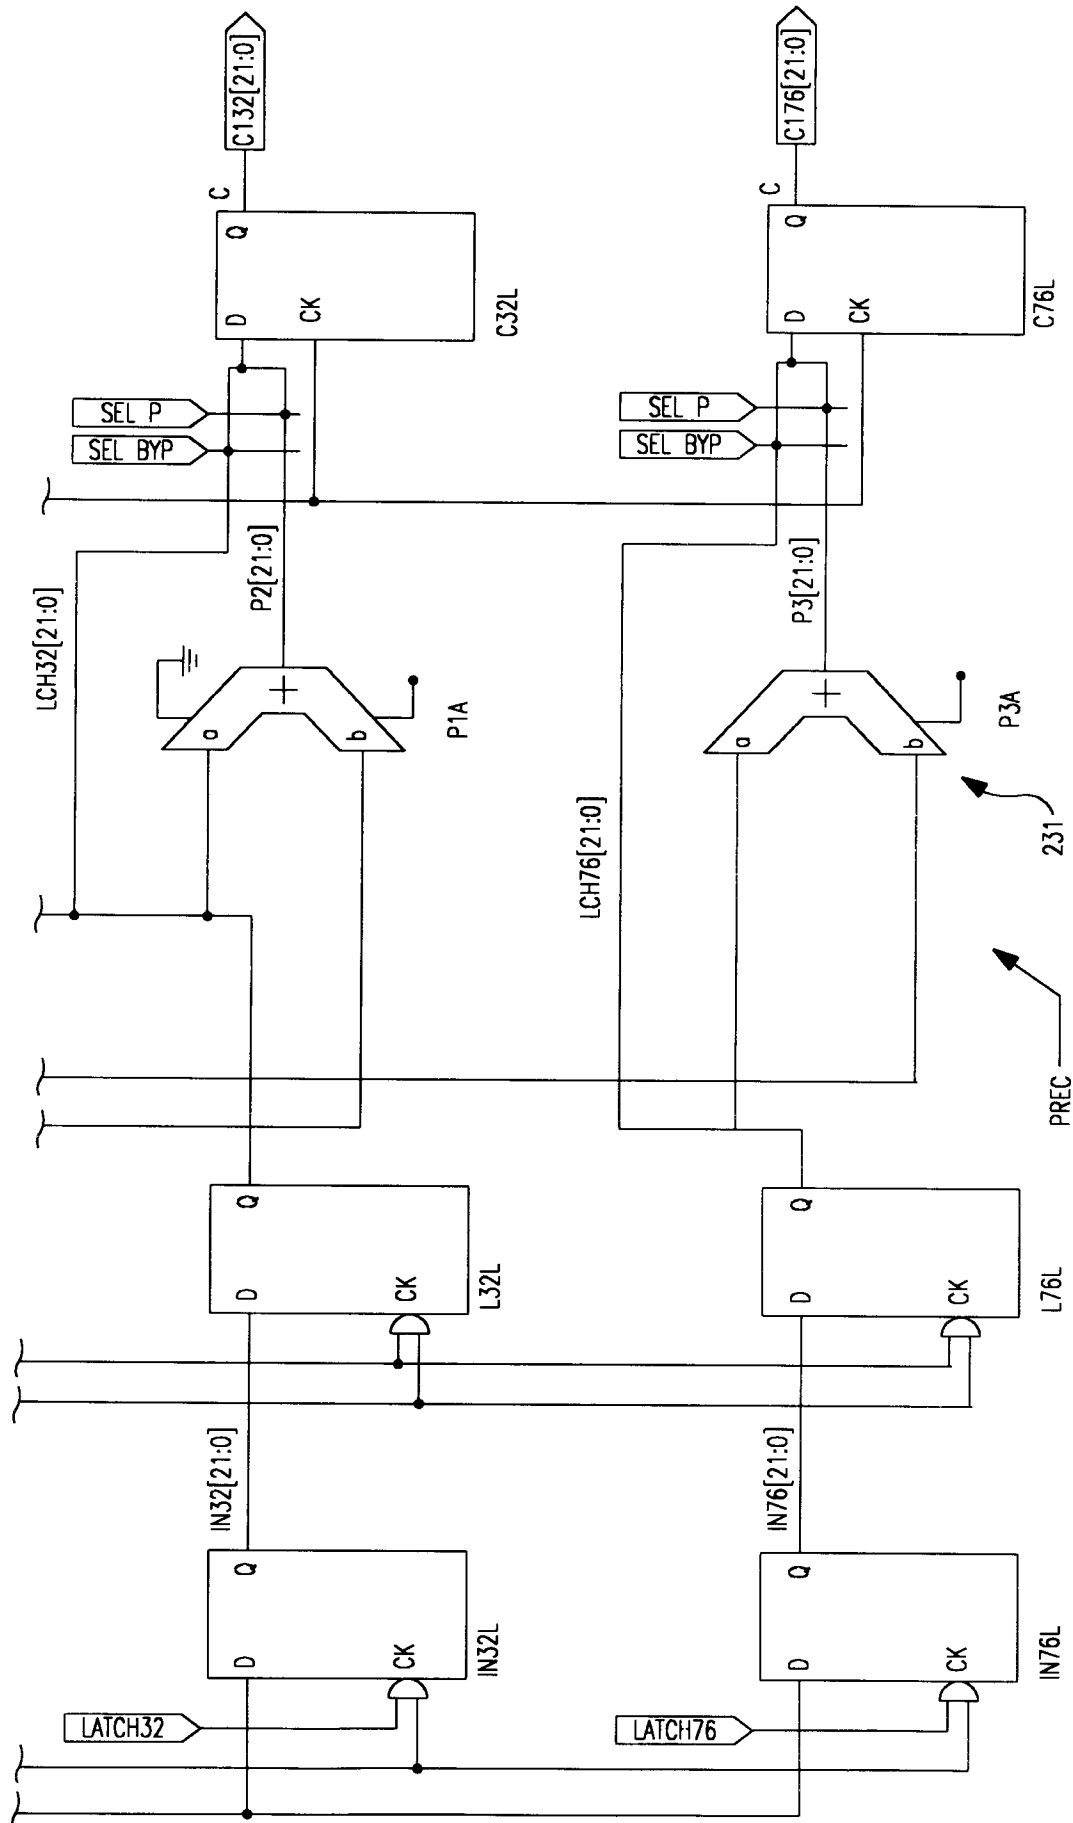 C132[21:0]
C176[21:0]
C
C
Q
Q
D
D
CK
CK
C32L
C76L
SEL P
SEL P
SEL BYP
SEL BYP
P2[21:0]
P3[21:0]
LCH32[21:0]
a
+
b
P1A
a
+
b
P3A
LCH76[21:0]
231
PREC
Q
Q
D
CK
L32L
D
CK
L76L
IN32[21:0]
IN76[21:0]
Q
Q
D
CK
IN32L
D
CK
IN76L
LATCH32
LATCH76